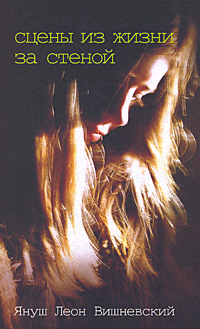 сцены из жизни
за стеной
Януш Леон Вишневский